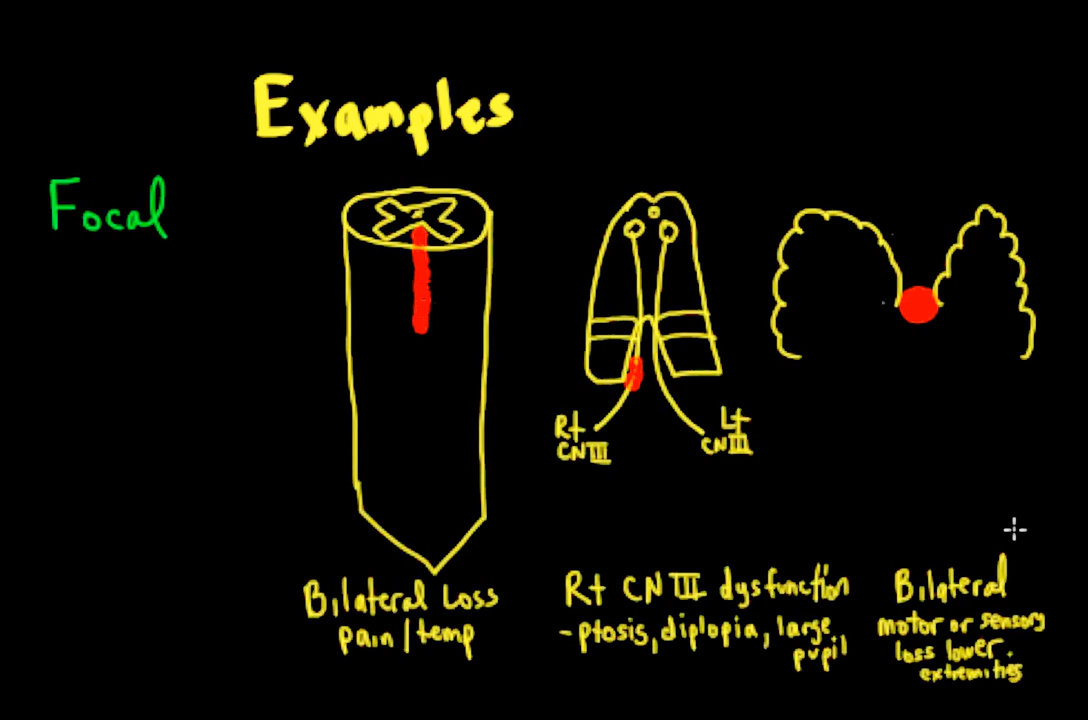 Examples
Focal
Rt
CN III
Lt
CN III
Bilateral Loss
pain/temp
Rt CN III dysfunction
-ptosis, diplopia, large
pupil
Bilateral
motor or sensory
loss lower.
extremities